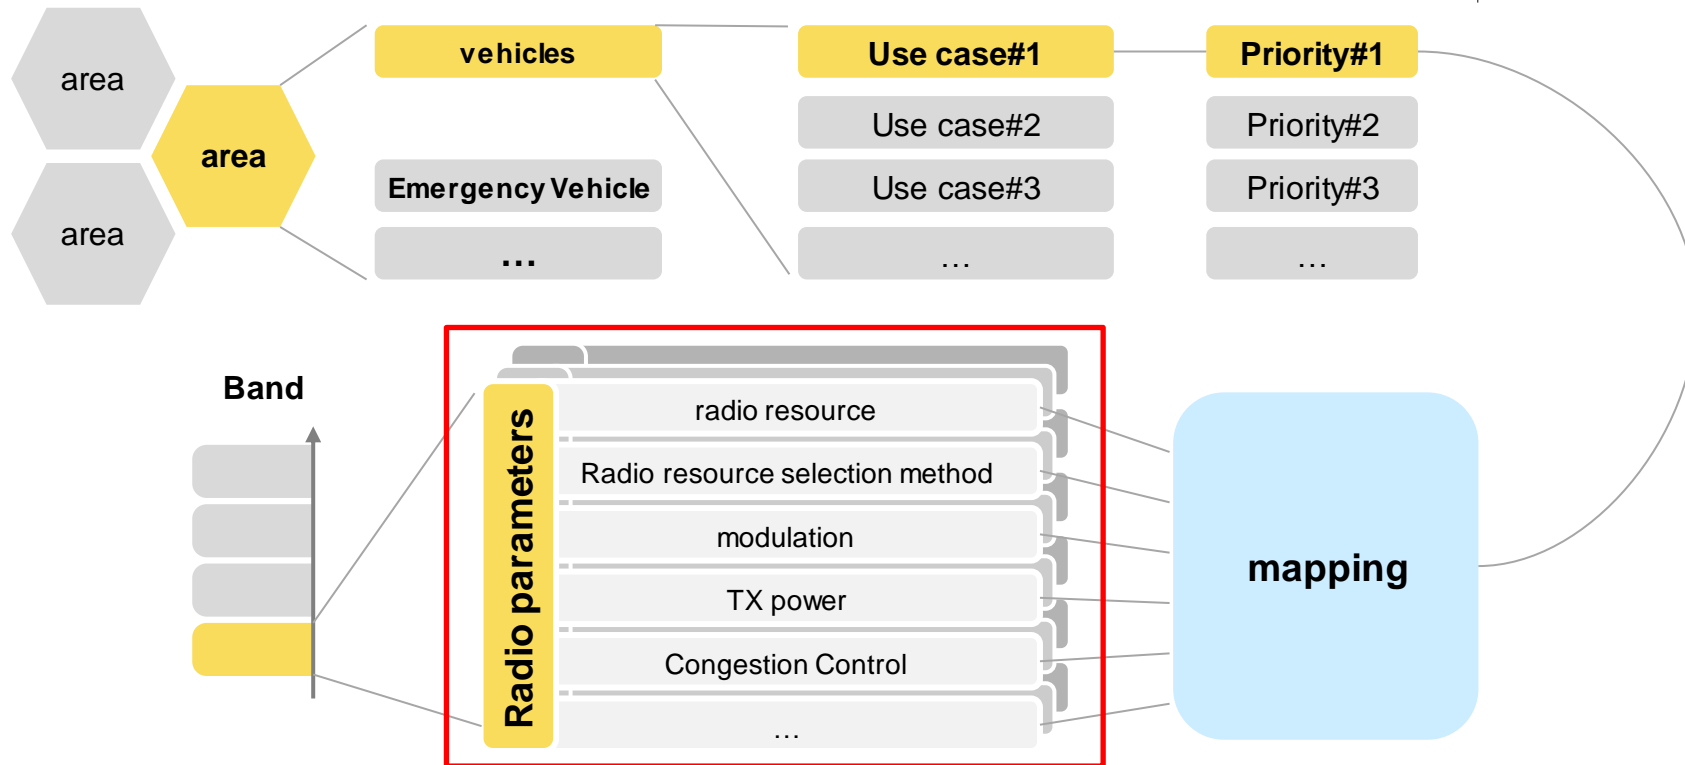 area
area
area
vehicles
Emergency Vehicle
...
Use case#1
Use case#2
Use case#3
...
Priority#1
Priority#2
Priority#3
...
Band
Radio parameters
radio resource
Radio resource selection method
modulation
TX power
Congestion Control
...
mapping